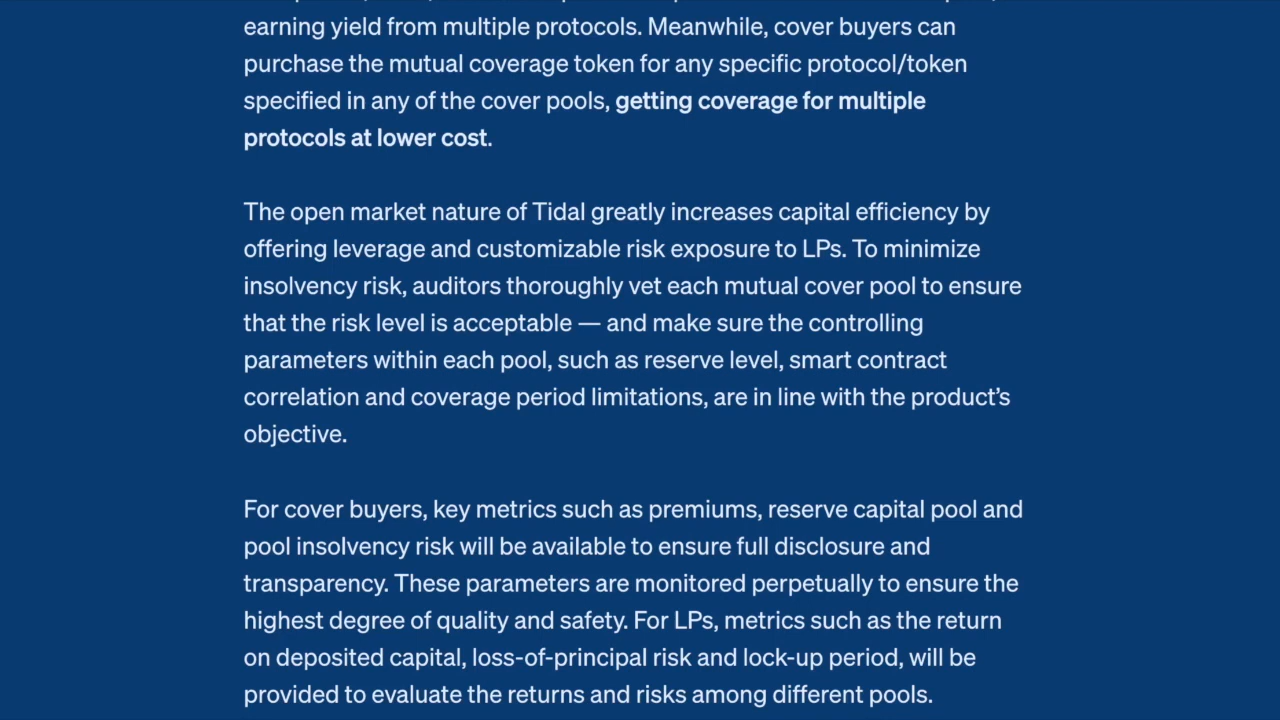 earning yield from multiple protocols. Meanwhile, cover buyers can
purchase the mutual coverage token for any specific protocol/token
specified in any of the cover pools, getting coverage for multiple
protocols at lower cost.
The open market nature of Tidal greatly increases capital efficiency by
offering leverage and customizable risk exposure to LPs. To minimize
insolvency risk, auditors thoroughly vet each mutual cover pool to ensure
that the risk level is acceptable — and make sure the controlling
parameters within each pool, such as reserve level, smart contract
correlation and coverage period limitations, are in line with the product’s
objective.
For cover buyers, key metrics such as premiums, reserve capital pool and
pool insolvency risk will be available to ensure full disclosure and
transparency. These parameters are monitored perpetually to ensure the
highest degree of quality and safety. For LPs, metrics such as the return
on deposited capital, loss-of-principal risk and lock-up period, will be
provided to evaluate the returns and risks among different pools.